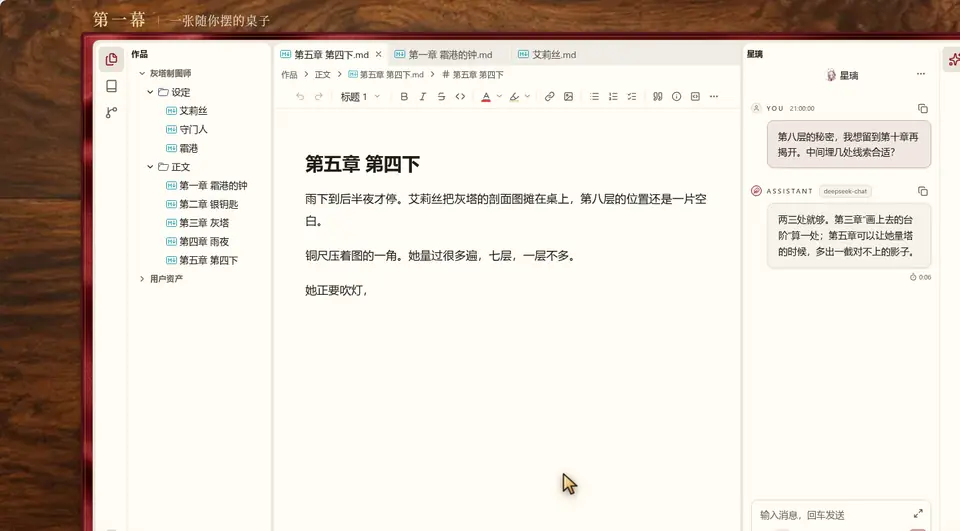 第一幕 一张随你摆的桌子
作品
灰塔制图师
设定
艾莉丝
守门人
霜港
正文
第一章 霜港的钟
第二章 银钥匙
第三章 灰塔
第四章 雨夜
第五章 第四下
用户资产
第五章 第四下.md
第一章 霜港的钟.md
艾莉丝.md
作品 > 正文 > 第五章 第四下.md > # 第五章 第四下
标题 1
第五章 第四下
雨下到后半夜才停。艾莉丝把灰塔的剖面图摊在桌上，第八层的位置还是一片空
白。
铜尺压着图的一角。她量过很多遍，七层，一层不多。
她正要吹灯，
星璃
星璃
YOU 21:00:00
第八层的秘密，我想留到第十章再
揭开。中间埋几处线索合适？
ASSISTANT deepseek-chat
两三处就够。第三章“画上去的台
阶”算一处；第五章可以让她量塔
的时候，多出一截对不上的影子。
0:06
输入消息，回车发送